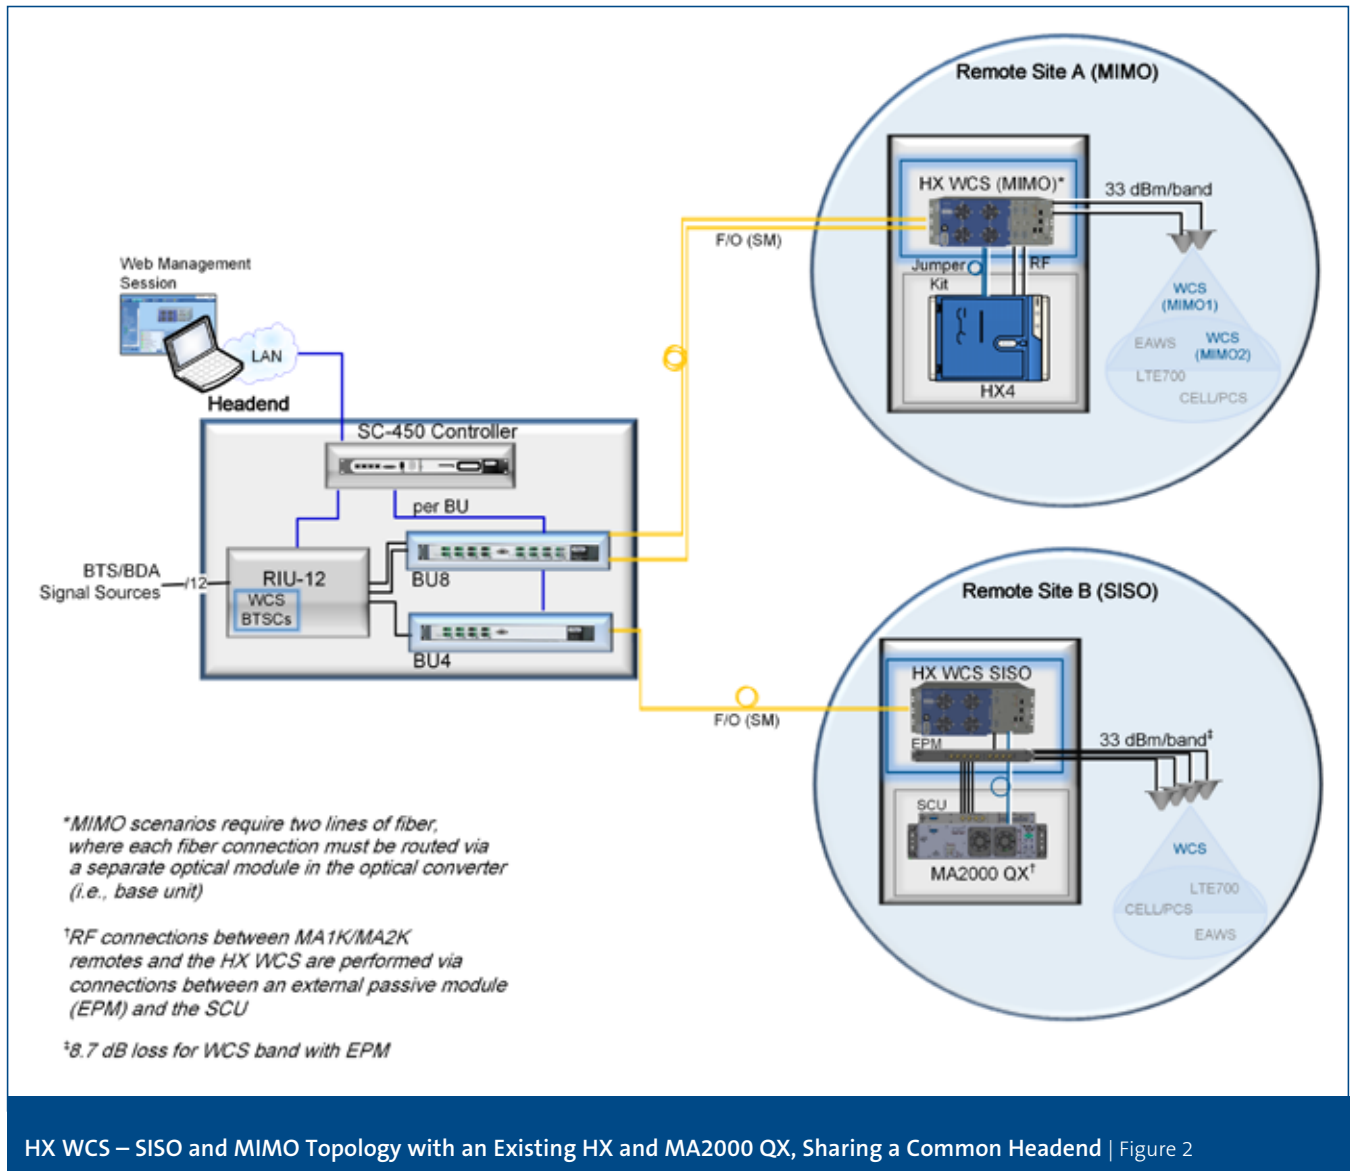 Remote Site A (MIMO)
HX WCS (MIMO)*
33 dBm/band
F/O (SM)
Jumper
Kit
RF
HX4
WCS
(MIMO1)
EAWS
WCS
(MIMO2)
LTE700
CELL/PCS
Web Management
Session
LAN
Headend
SC-450 Controller
per BU
BTS/BDA
Signal Sources
/12
RIU-12
WCS
BTSCs
BU8
BU4
F/O (SM)
Remote Site B (SISO)
HX WCS SISO
EPM
33 dBm/band‡
SCU
MA2000 QX†
WCS
LTE700
CELL/PCS
EAWS
*MIMO scenarios require two lines of fiber,
where each fiber connection must be routed via
a separate optical module in the optical converter
(i.e., base unit)
†RF connections between MA1K/MA2K
remotes and the HX WCS are performed via
connections between an external passive module
(EPM) and the SCU
‡8.7 dB loss for WCS band with EPM
HX WCS – SISO and MIMO Topology with an Existing HX and MA2000 QX, Sharing a Common Headend | Figure 2